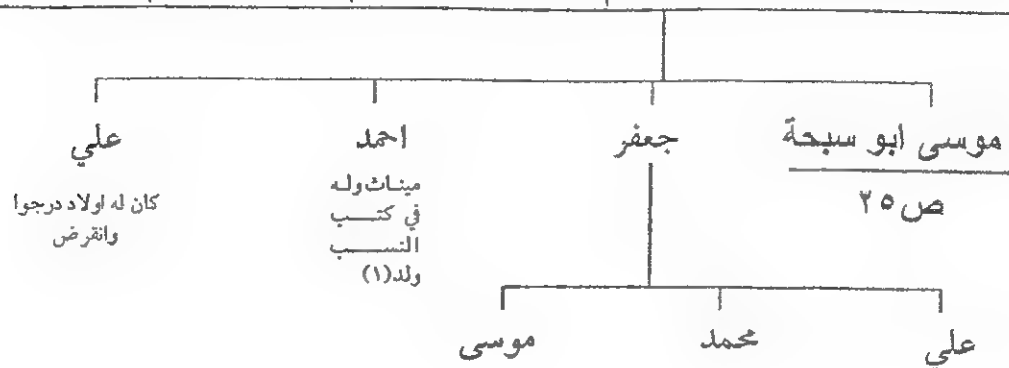 موسى ابو سبحة
ص ٢٥
جعفر
احمد
مينات وله
في كتب
النسب
ولد (١)
علي
كان له اولاد درجوا
وانقرض
علي
محمد
موسى